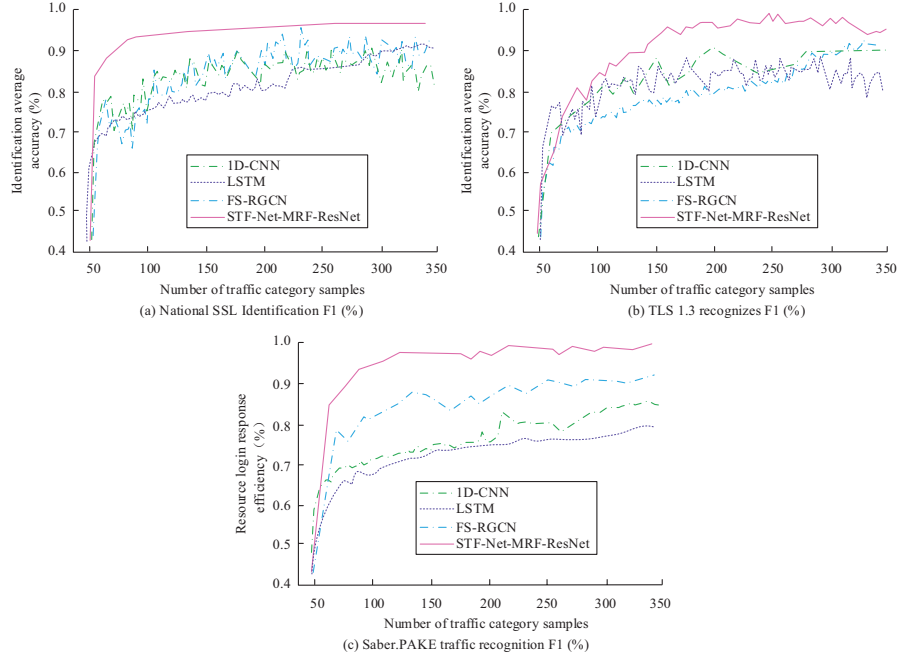 1.0
0.9
0.8
0.7
0.6
0.5
0.4
Identification average
accuracy (%)
1D-CNN
LSTM
FS-RGCN
STF-Net-MRF-ResNet
50 100 150 200 250 300 350
Number of traffic category samples
(a) National SSL Identification F1 (%)
1.0
0.9
0.8
0.7
0.6
0.5
0.4
Identification average
accuracy (%)
1D-CNN
LSTM
FS-RGCN
STF-Net-MRF-ResNet
50 100 150 200 250 300 350
Number of traffic category samples
(b) TLS 1.3 recognizes F1 (%)
1.0
0.9
0.8
0.7
0.6
0.5
0.4
Resource login response
efficiency (%)
1D-CNN
LSTM
FS-RGCN
STF-Net-MRF-ResNet
50 100 150 200 250 300 350
Number of traffic category samples
(c) Saber.PAKE traffic recognition F1 (%)